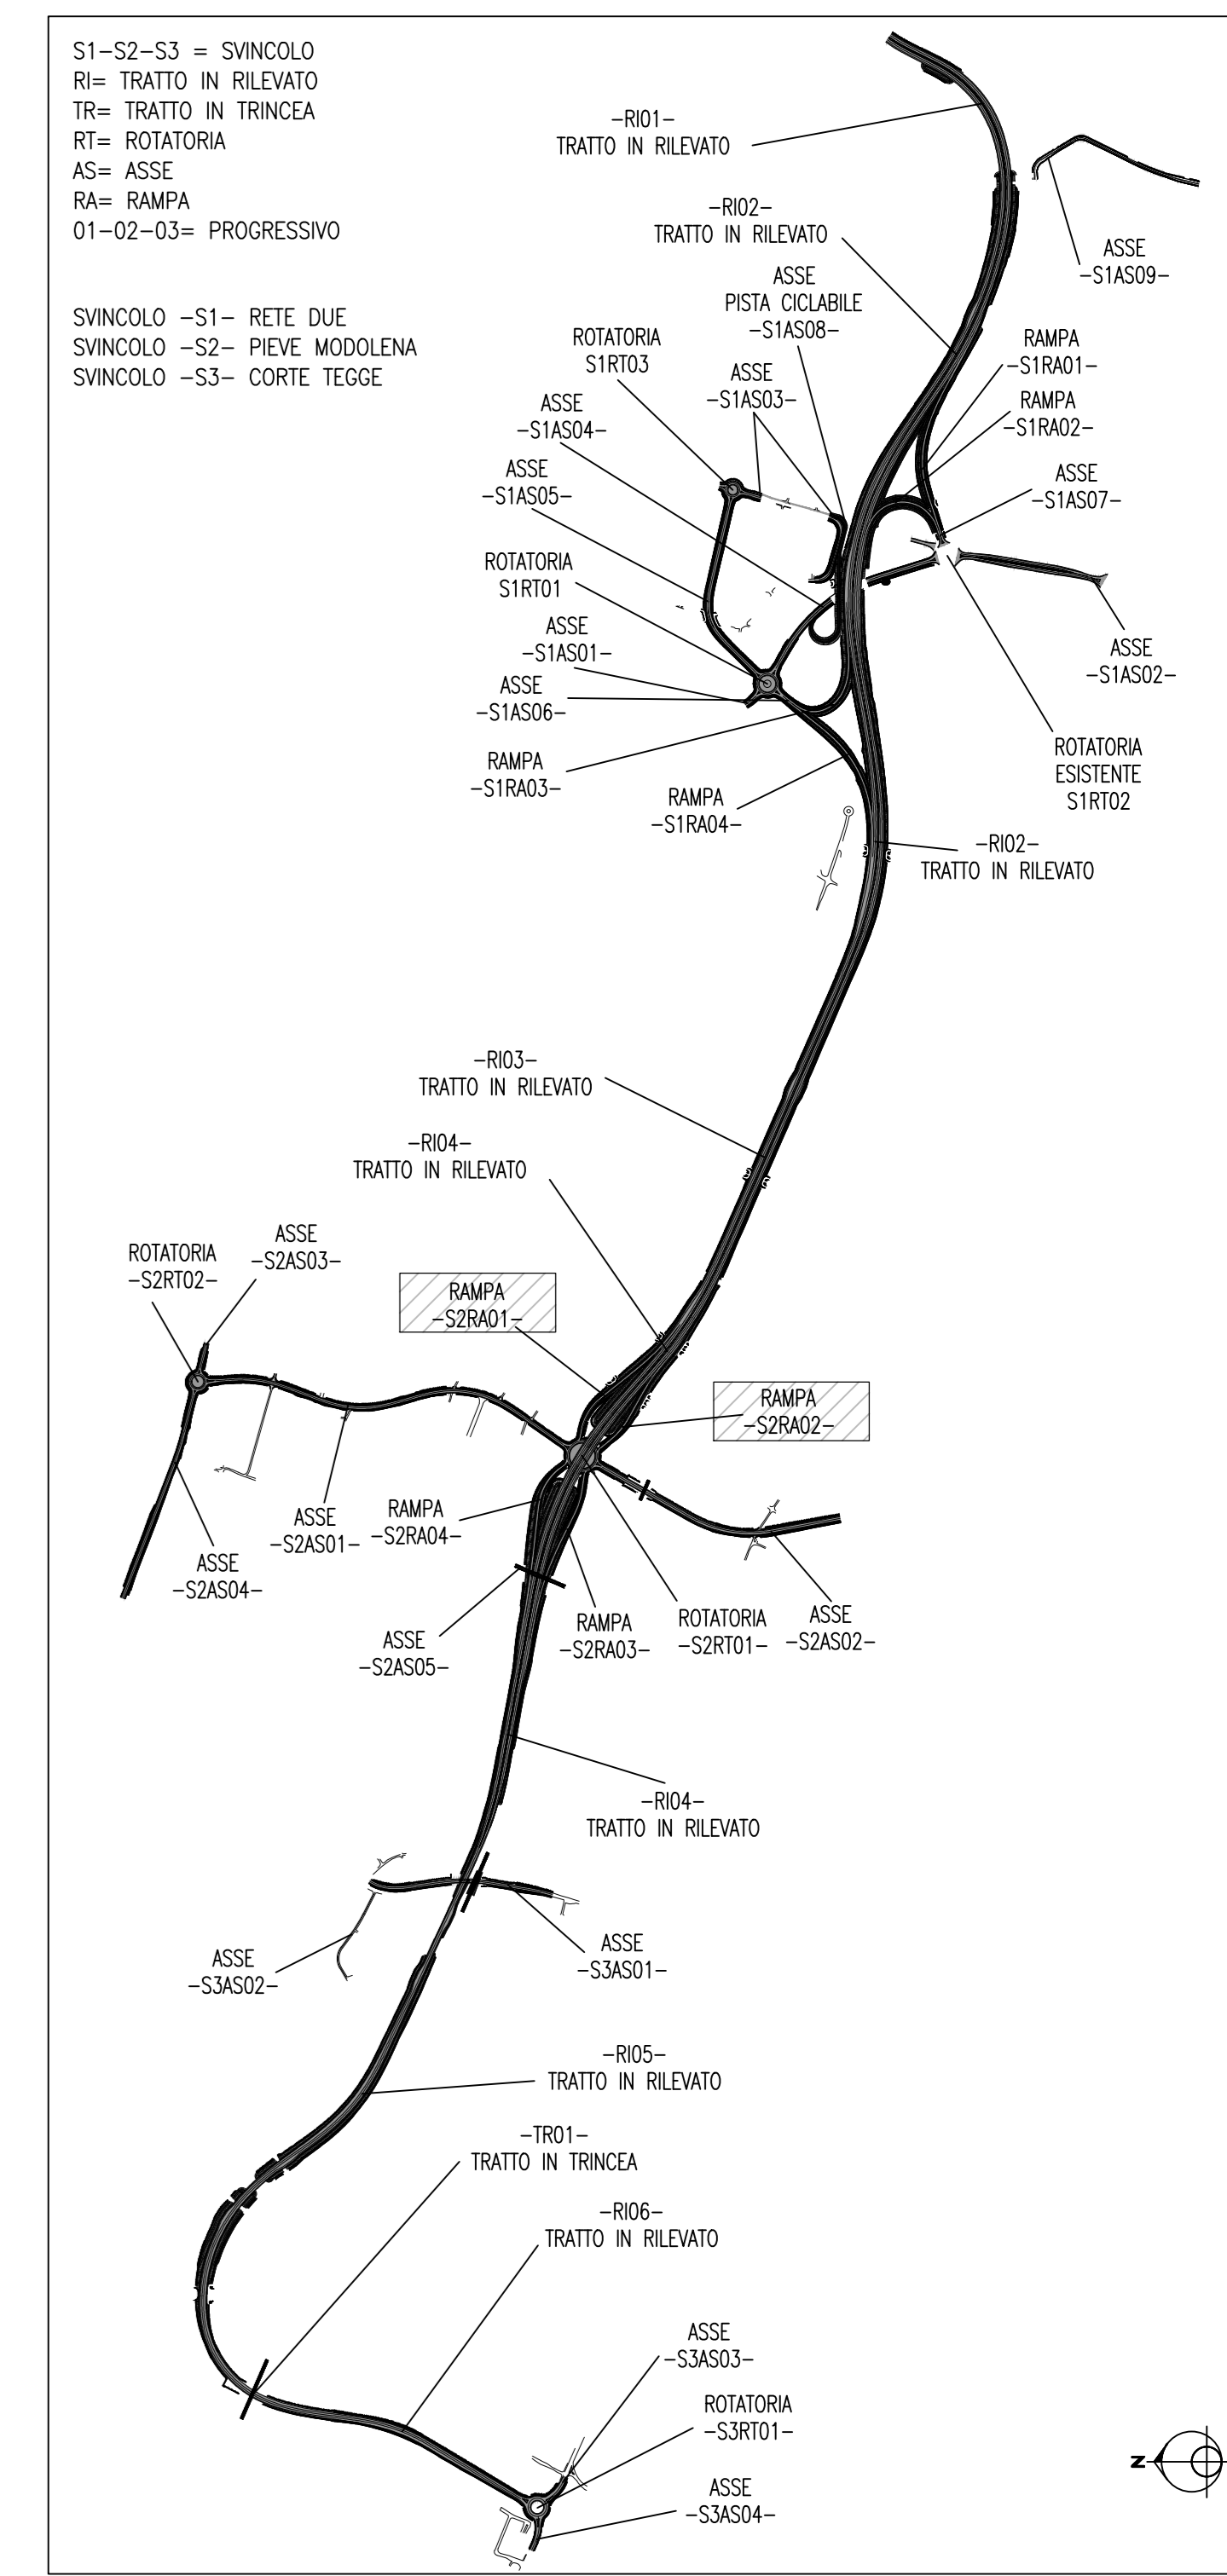 S1-S2-S3 = SVINCOLO
RI= TRATTO IN RILEVATO
TR= TRATTO IN TRINCEA
RT= ROTATORIA
AS= ASSE
RA= RAMPA
01-02-03= PROGRESSIVO
SVINCOLO -S1- RETE DUE
SVINCOLO -S2- PIEVE MODOLENA
SVINCOLO -S3- CORTE TEGGE
-RI01-
TRATTO IN RILEVATO
-RI02-
TRATTO IN RILEVATO
ASSE
-S1AS09-
ASSE
PISTA CICLABILE
-S1AS08-
ROTATORIA
S1RT03
ASSE
-S1AS03-
RAMPA
-S1RA01-
ASSE
-S1AS04-
RAMPA
-S1RA02-
ASSE
-S1AS05-
ASSE
-S1AS07-
ROTATORIA
S1RT01
ASSE
-S1AS01-
ASSE
-S1AS02-
ASSE
-S1AS06-
RAMPA
-S1RA03-
ROTATORIA
ESISTENTE
S1RT02
RAMPA
-S1RA04-
-RI02-
TRATTO IN RILEVATO
-RI03-
TRATTO IN RILEVATO
-RI04-
TRATTO IN RILEVATO
ASSE
-S2AS03-
ROTATORIA
-S2RT02-
RAMPA
-S2RA01-
RAMPA
-S2RA02-
ASSE
-S2AS01-
RAMPA
-S2RA04-
ASSE
-S2AS04-
ASSE
-S2AS05-
RAMPA
-S2RA03-
ROTATORIA
-S2RT01-
ASSE
-S2AS02-
-RI04-
TRATTO IN RILEVATO
ASSE
-S3AS02-
ASSE
-S3AS01-
-RI05-
TRATTO IN RILEVATO
-TR01-
TRATTO IN TRINCEA
-RI06-
TRATTO IN RILEVATO
ASSE
-S3AS03-
ROTATORIA
-S3RT01-
ASSE
-S3AS04-
N